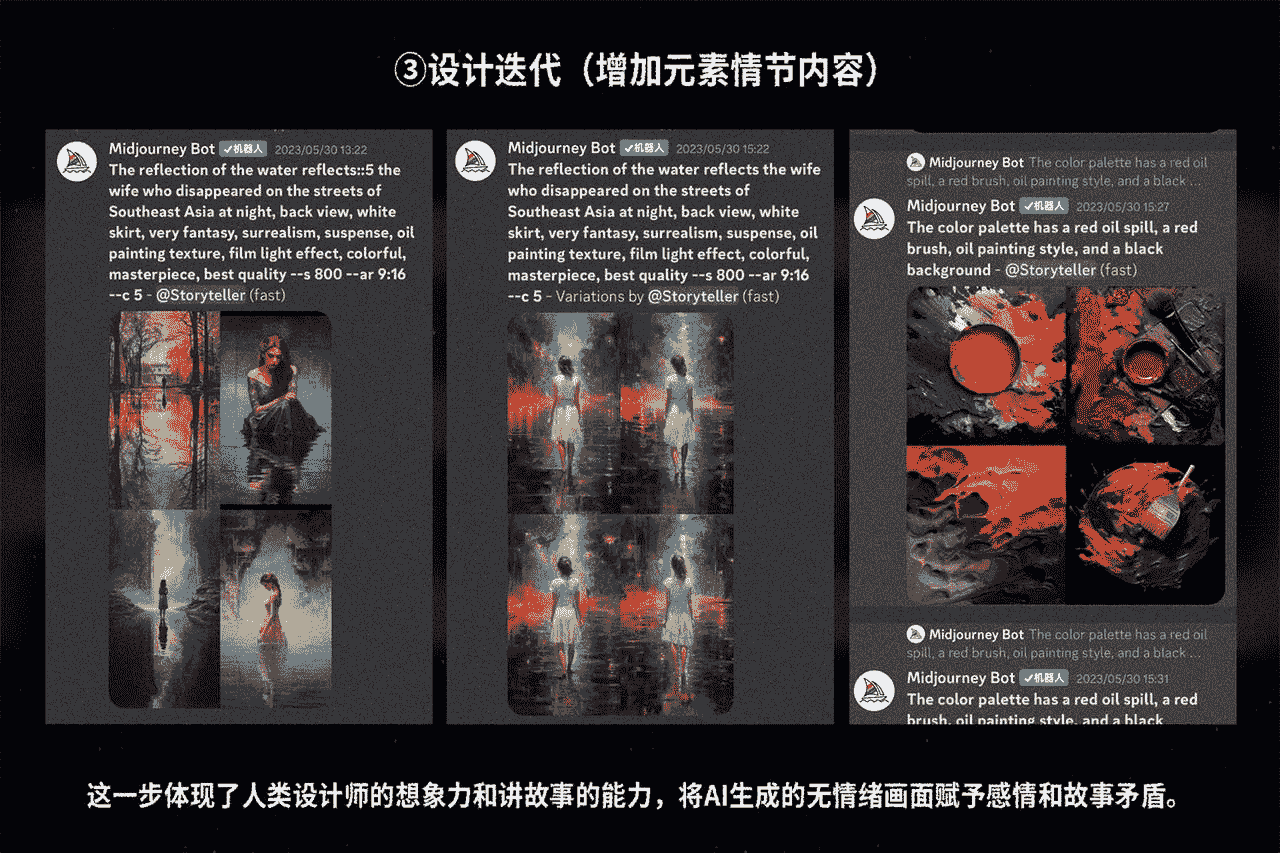 ③设计迭代（增加元素情节内容）
Midjourney Bot ✓机器人 2023/05/30 13:22
The reflection of the water reflects::5 the
wife who disappeared on the streets of
Southeast Asia at night, back view, white
skirt, very fantasy, surrealism, suspense, oil
painting texture, film light effect, colorful,
masterpiece, best quality --s 800 --ar 9:16
--c 5 - @Storyteller (fast)
Midjourney Bot ✓机器人 2023/05/30 15:22
The reflection of the water reflects the wife
who disappeared on the streets of
Southeast Asia at night, back view, white
skirt, very fantasy, surrealism, suspense, oil
painting texture, film light effect, colorful,
masterpiece, best quality --s 800 --ar 9:16
--c 5 - Variations by @Storyteller (fast)
Midjourney Bot The color palette has a red oil
spill, a red brush, oil painting style, and a black ...
Midjourney Bot ✓机器人 2023/05/30 15:27
The color palette has a red oil spill, a red
brush, oil painting style, and a black
background - @Storyteller (fast)
Midjourney Bot The color palette has a red oil
spill, a red brush, oil painting style, and a black ...
Midjourney Bot ✓机器人 2023/05/30 15:31
The color palette has a red oil spill, a red
brush, oil painting style, and a black
这一步体现了人类设计师的想象力和讲故事的能力，将AI生成的无情绪画面赋予感情和故事矛盾。